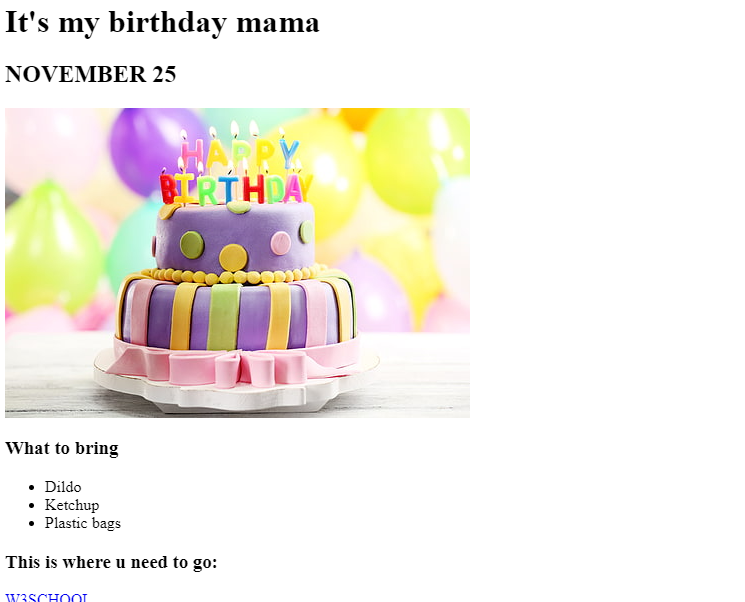 It's my birthday mama
NOVEMBER 25
HAPPY
BIRTHDAY
What to bring
Dildo
Ketchup
Plastic bags
This is where u need to go:
W3SCHOOL